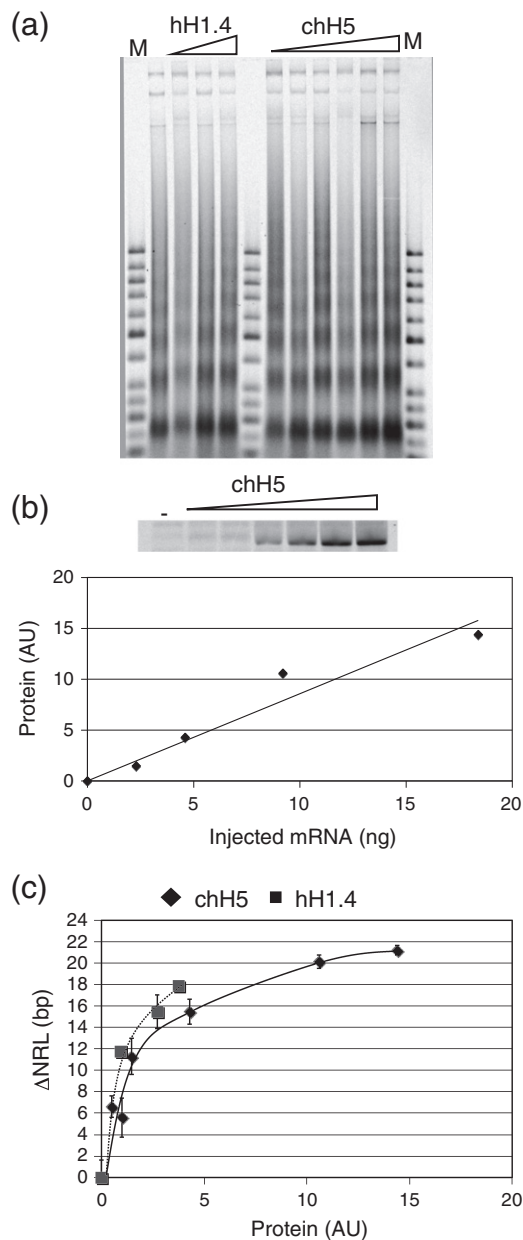 (a)
M hH1.4 chH5 M
(b)
chH5
-
20
15
10
5
0
Protein (AU)
0 5 10 15 20
Injected mRNA (ng)
(c)
chH5 hH1.4
24
22
20
18
16
14
12
10
8
6
4
2
0
ΔNRL (bp)
0 5 10 15
Protein (AU)